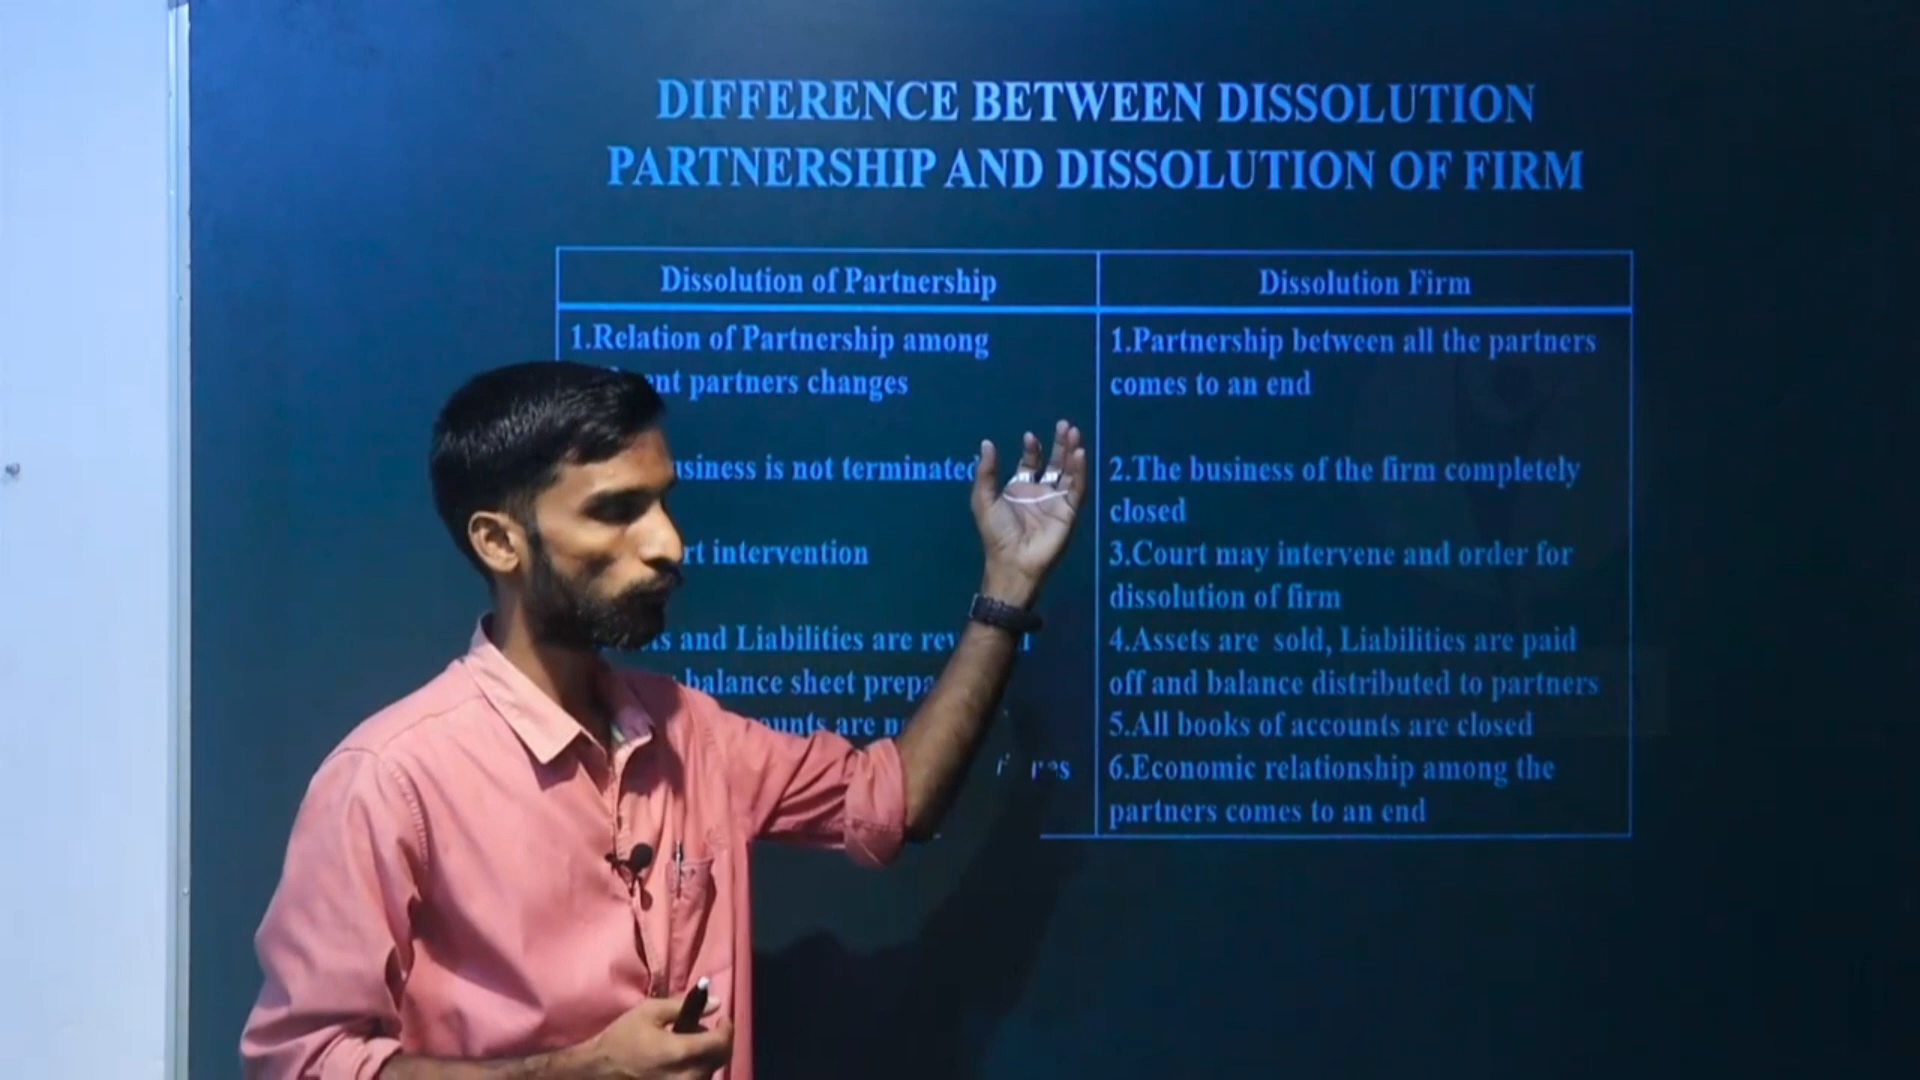 DIFFERENCE BETWEEN DISSOLUTION
PARTNERSHIP AND DISSOLUTION OF FIRM
Dissolution of Partnership
1.Relation of Partnership among
partners changes
is not terminated
intervention
and Liabilities are
balance sheet
are
Dissolution Firm
1.Partnership between all the partners
comes to an end
2.The business of the firm completely
closed
3.Court may intervene and order for
dissolution of firm
4.Assets are sold, Liabilities are paid
off and balance distributed to partners
5.All books of accounts are closed
6.Economic relationship among the
partners comes to an end